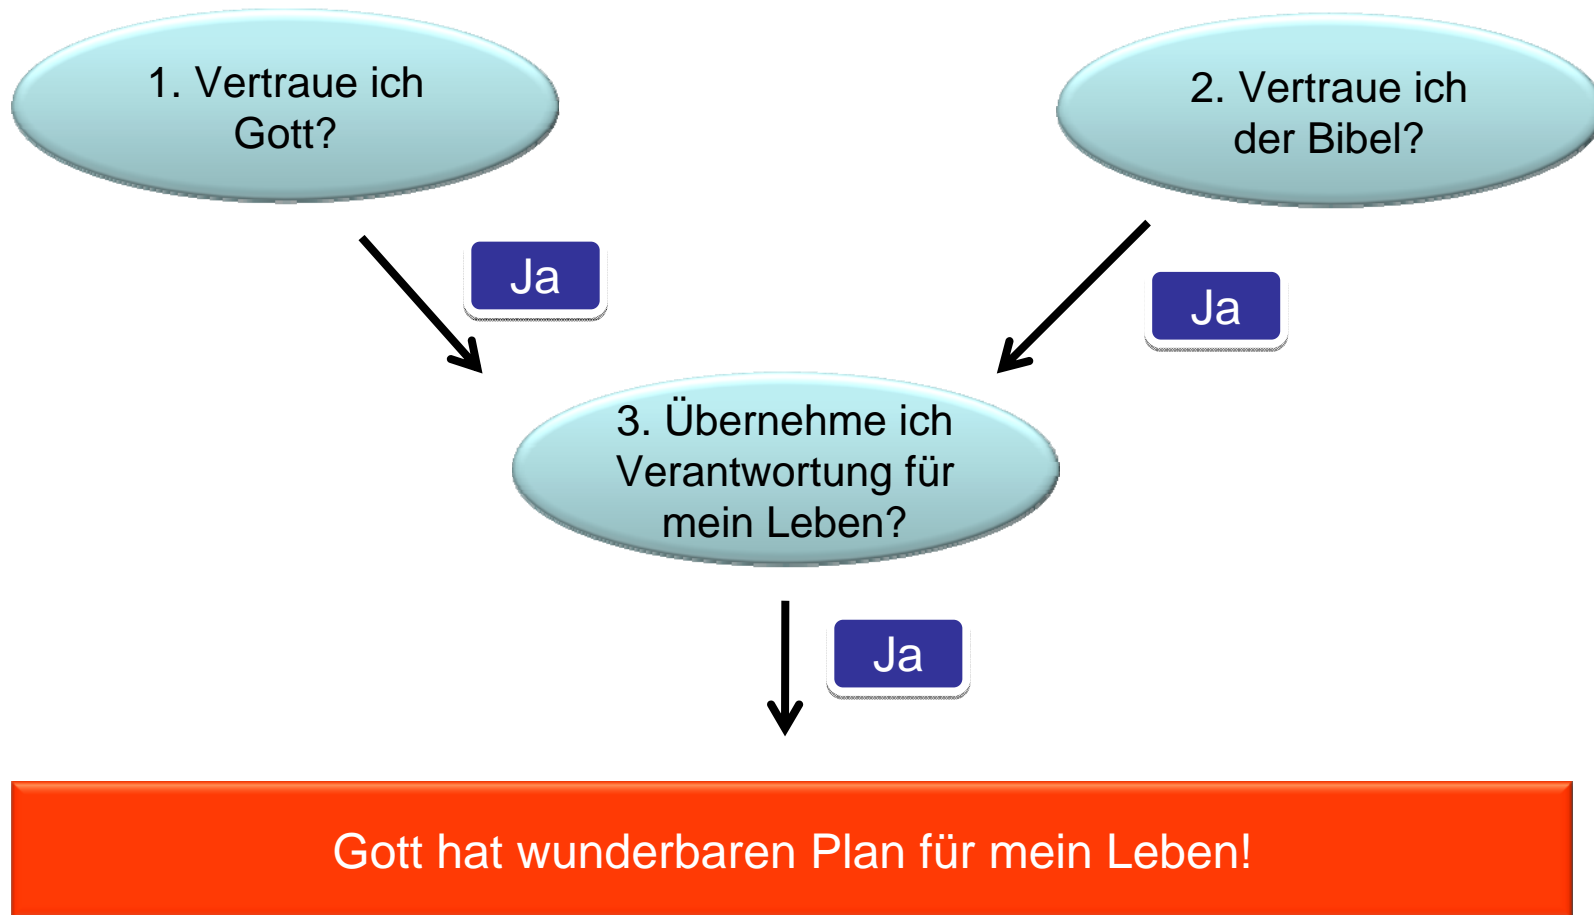 1. Vertraue ich
Gott?
2. Vertraue ich
der Bibel?
Ja
Ja
3. Übernehme ich
Verantwortung für
mein Leben?
Ja
Gott hat wunderbaren Plan für mein Leben!